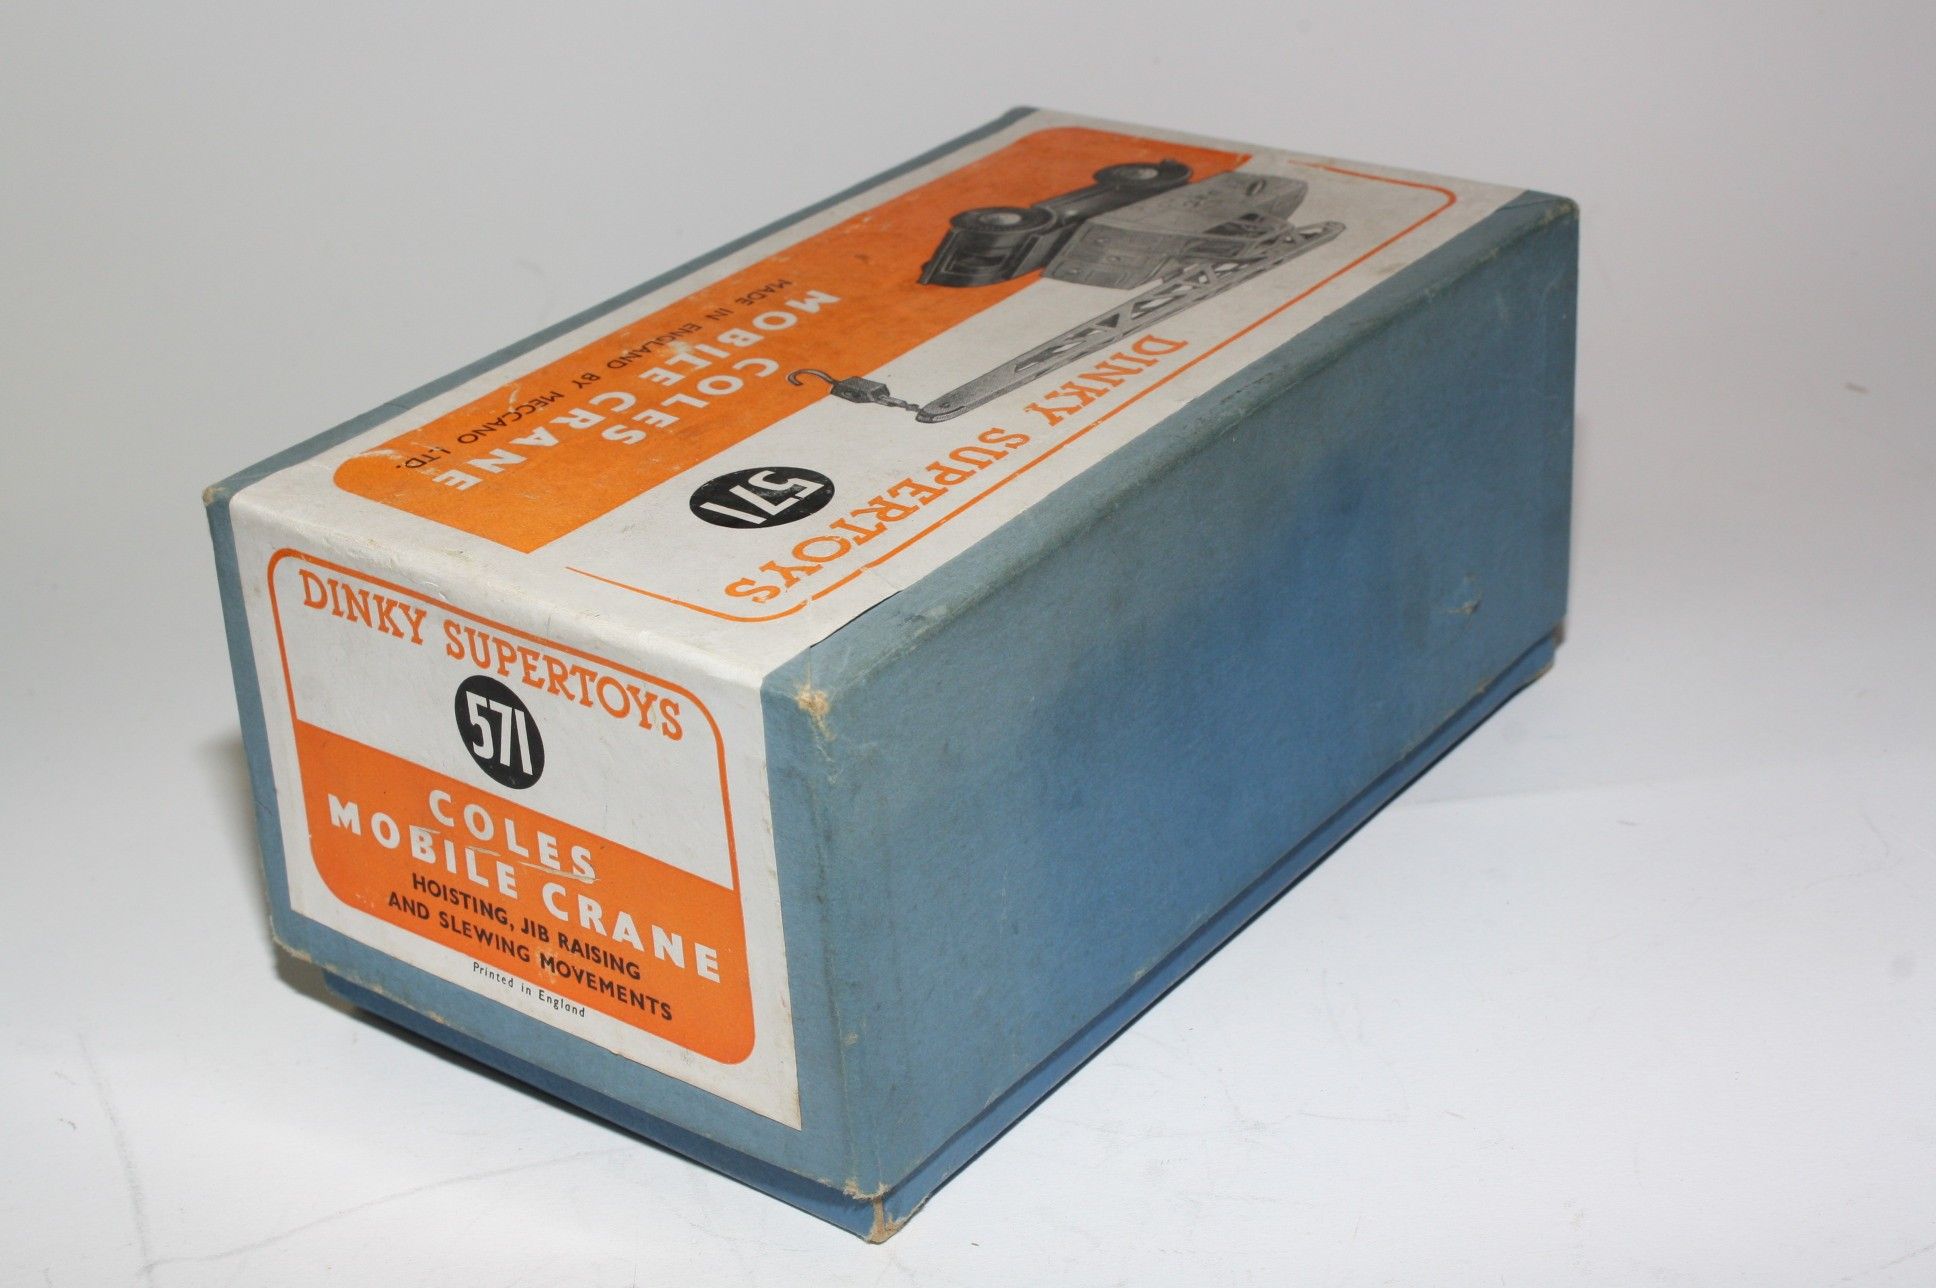 DINKY SUPERTOYS
571
COLES
MOBILE CRANE
MADE IN ENGLAND BY MECCANO LTD.
DINKY SUPERTOYS
571
COLES
MOBILE CRANE
HOISTING, JIB RAISING
AND SLEWING MOVEMENTS
Printed in England